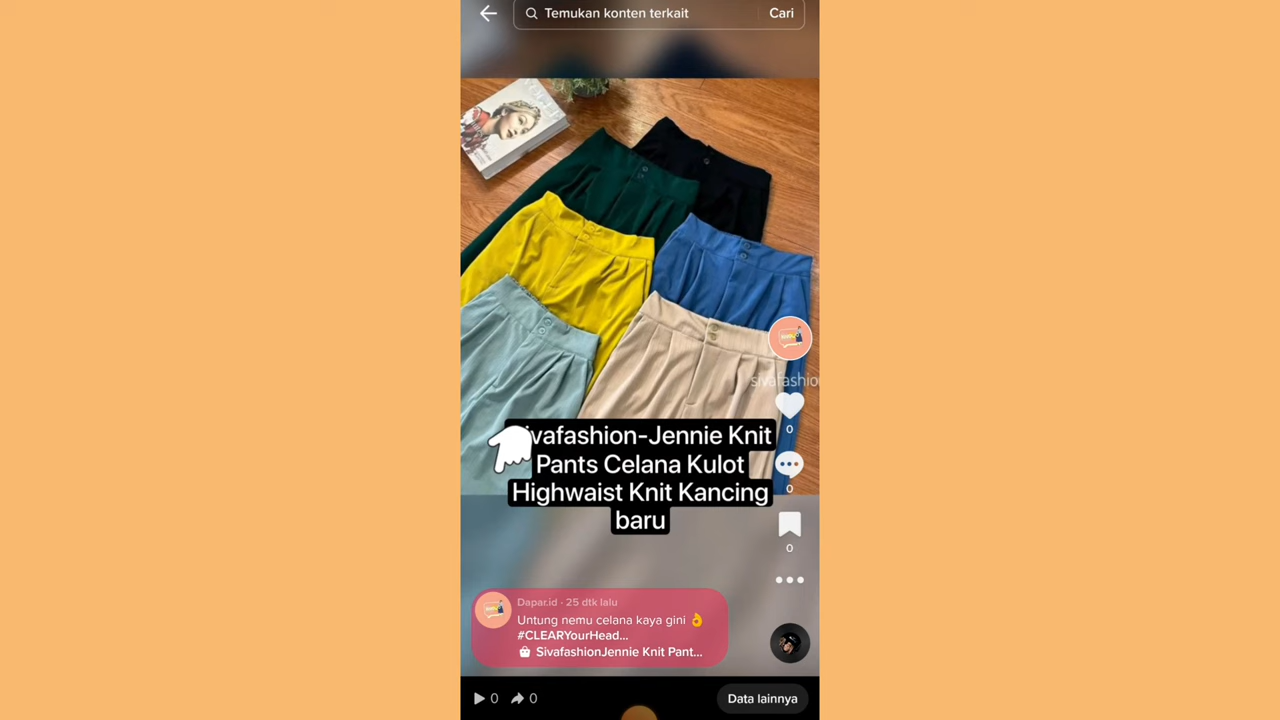 Temukan konten terkait
Cari
sivafashio
0
ivafashion-Jennie Knit
Pants Celana Kulot
Highwaist Knit Kancing
baru
0
0
Dapar.id · 25 dtk lalu
Untung nemu celana kaya gini 👌
#CLEARYourHead...
SivafashionJennie Knit Pant...
0
0
Data lainnya